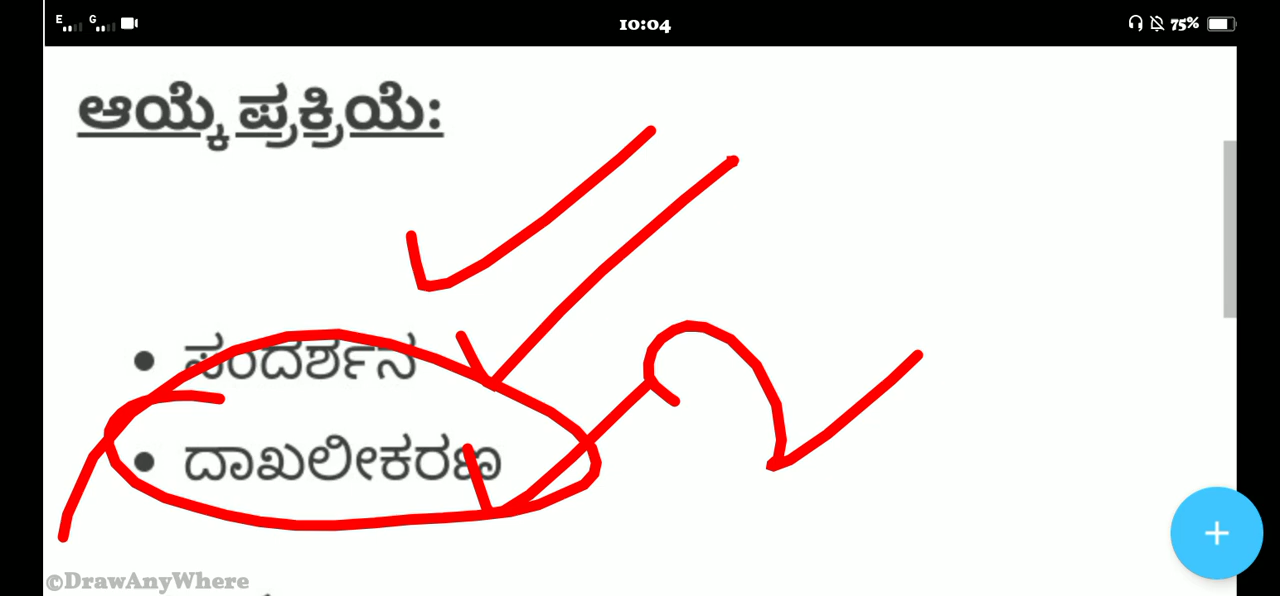 E G 10:04 75%
ಆಯ್ಕೆ ಪ್ರಕ್ರಿಯೆ:
• ಸಂದರ್ಶನ
• ದಾಖಲೀಕರಣ
+
©DrawAnyWhere